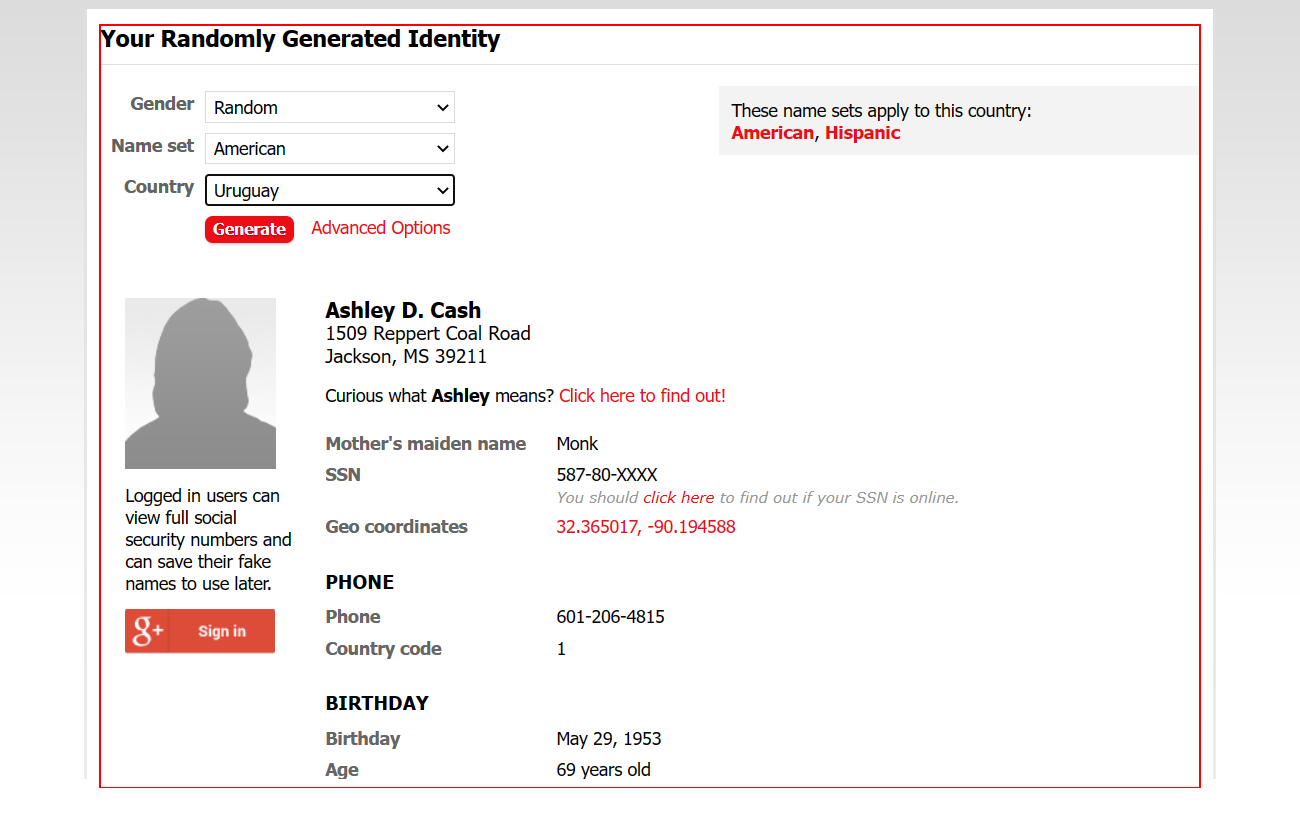 Your Randomly Generated Identity
Gender Random
Name set American
Country Uruguay
Generate Advanced Options
These name sets apply to this country:
American, Hispanic
Ashley D. Cash
1509 Reppert Coal Road
Jackson, MS 39211
Curious what Ashley means? Click here to find out!
Mother's maiden name Monk
SSN 587-80-XXXX
You should click here to find out if your SSN is online.
Geo coordinates 32.365017, -90.194588
Logged in users can
view full social
security numbers and
can save their fake
names to use later.
g+ Sign in
PHONE
Phone 601-206-4815
Country code 1
BIRTHDAY
Birthday May 29, 1953
Age 69 years old